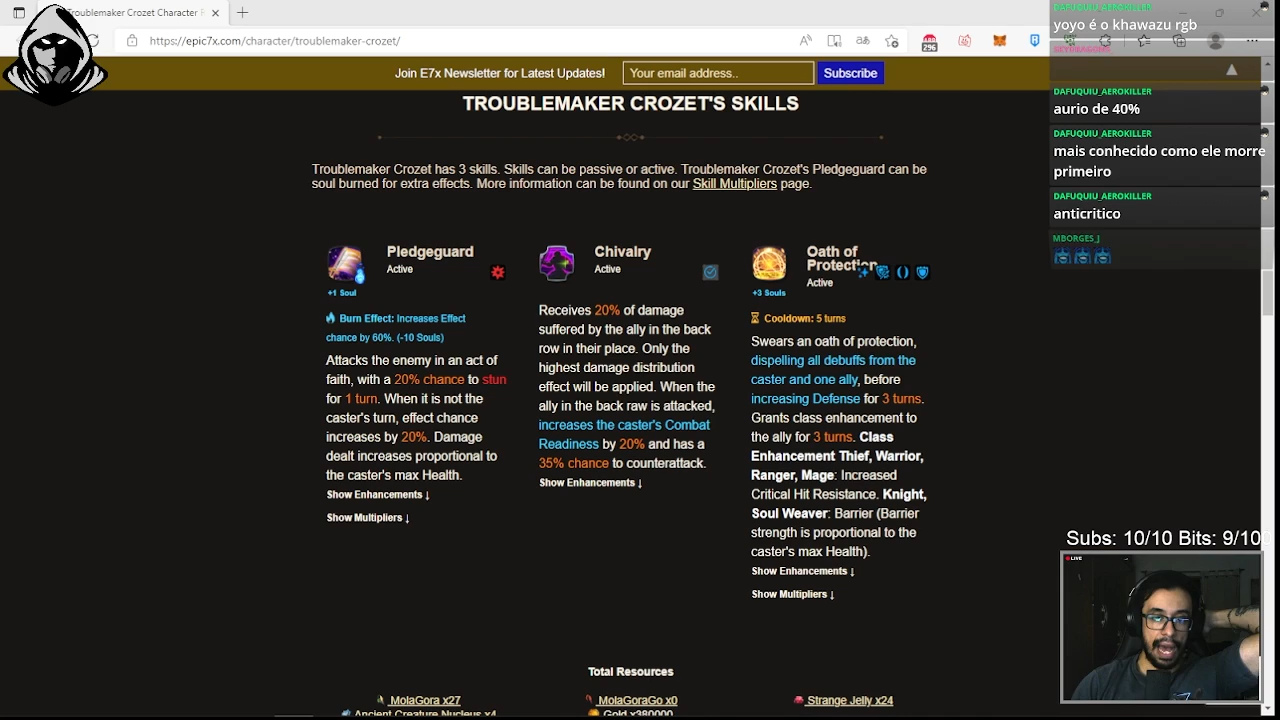 Troublemaker Crozet Character
https://epic7x.com/character/troublemaker-crozet/
296
Join E7x Newsletter for Latest Updates!
Your email address..
Subscribe
TROUBLEMAKER CROZET'S SKILLS
Troublemaker Crozet has 3 skills. Skills can be passive or active. Troublemaker Crozet's Pledgeguard can be
soul burned for extra effects. More information can be found on our Skill Multipliers page.
Pledgeguard
Active
+1 Soul
Burn Effect: Increases Effect
chance by 60%. (-10 Souls)
Attacks the enemy in an act of
faith, with a 20% chance to stun
for 1 turn. When it is not the
caster's turn, effect chance
increases by 20%. Damage
dealt increases proportional to
the caster's max Health.
Show Enhancements ↓
Show Multipliers ↓
Chivalry
Active
Receives 20% of damage
suffered by the ally in the back
row in their place. Only the
highest damage distribution
effect will be applied. When the
ally in the back raw is attacked,
increases the caster's Combat
Readiness by 20% and has a
35% chance to counterattack.
Show Enhancements ↓
Oath of
Protection
Active
+3 Souls
Cooldown: 5 turns
Swears an oath of protection,
dispelling all debuffs from the
caster and one ally, before
increasing Defense for 3 turns.
Grants class enhancement to
the ally for 3 turns. Class
Enhancement Thief, Warrior,
Ranger, Mage: Increased
Critical Hit Resistance. Knight,
Soul Weaver: Barrier (Barrier
strength is proportional to the
caster's max Health).
Show Enhancements ↓
Show Multipliers ↓
Total Resources
MolaGora x27
MolaGoraGo x0
Strange Jelly x24
Ancient Creature Nucleus x4
Gold x380000
DAFUQUIU_AEROKILLER
yoyo é o khawazu rgb
DAFUQUIU_AEROKILLER
aurio de 40%
DAFUQUIU_AEROKILLER
mais conhecido como ele morre
primeiro
DAFUQUIU_AEROKILLER
anticritico
MBORGES_J
Subs: 10/10 Bits: 9/100
LIVE